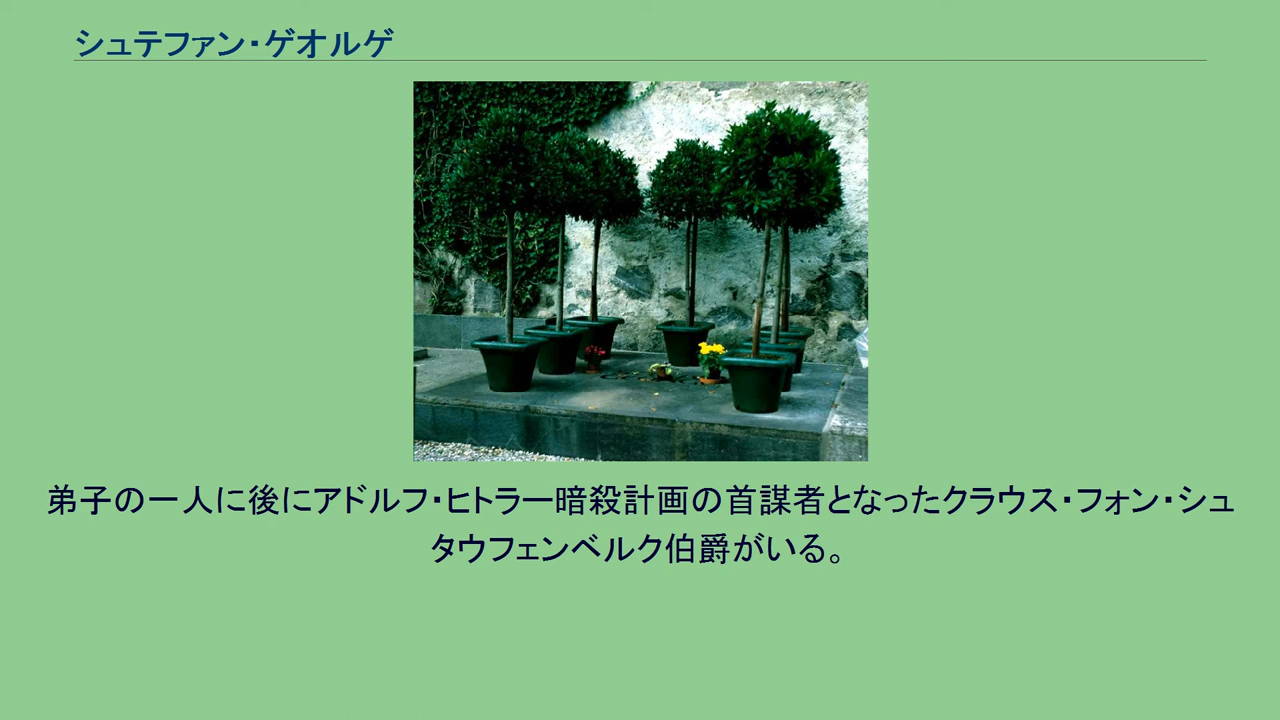 シュテファン・ゲオルゲ
弟子の一人に後にアドルフ・ヒトラー暗殺計画の首謀者となったクラウス・フォン・シュ
タウフェンベルク伯爵がいる。